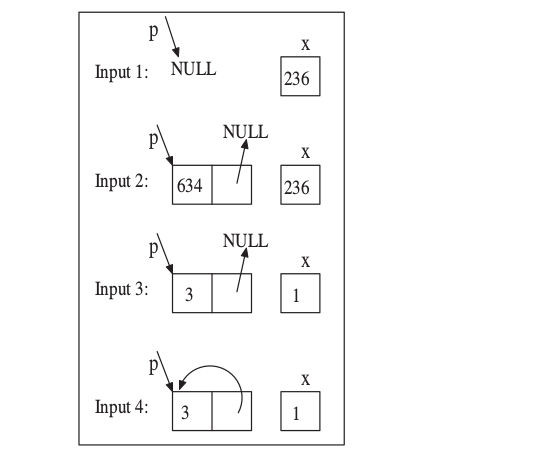 p
x
Input 1: NULL 236
NULL
p
x
Input 2: 634 236
NULL
p
x
Input 3: 3 1
p
x
Input 4: 3 1